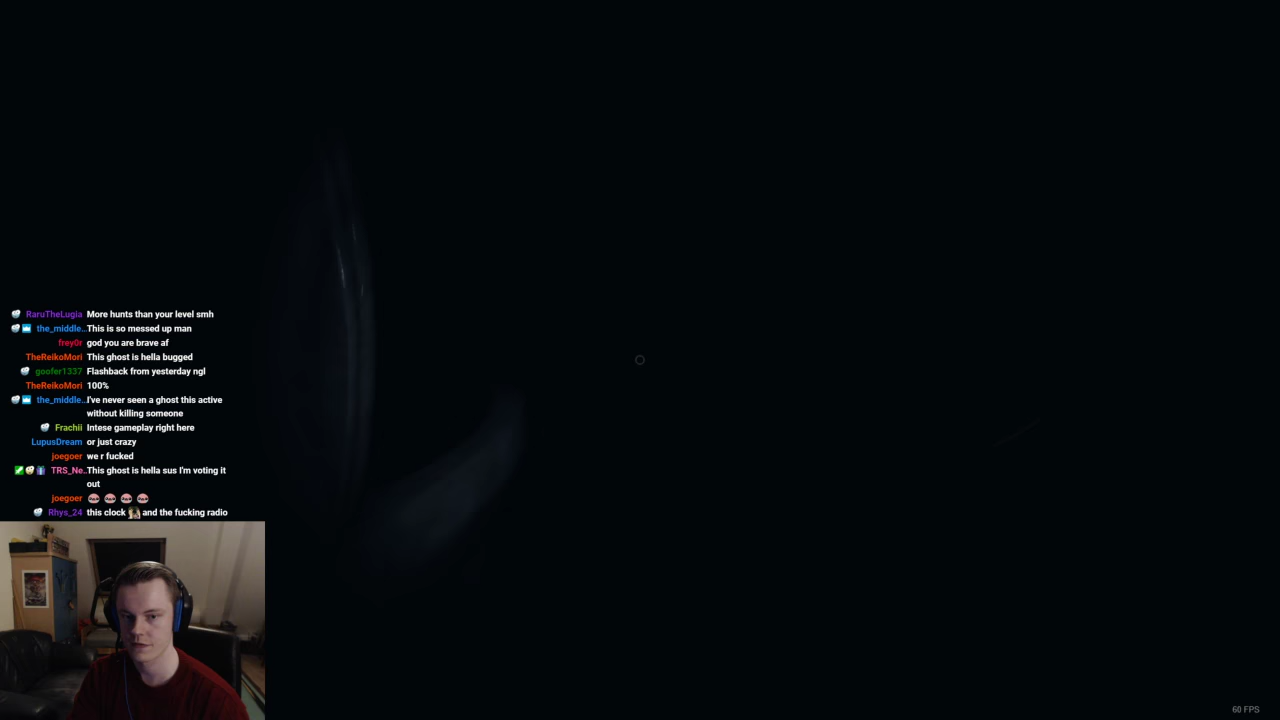 RaruTheLugia More hunts than your level smh
the_middle... This is so messed up man
frey0r god you are brave af
TheReikoMori This ghost is hella bugged
goofer1337 Flashback from yesterday ngl
TheReikoMori 100%
the_middle... I've never seen a ghost this active
without killing someone
Frachii Intese gameplay right here
LupusDream or just crazy
joegoer we r fucked
TRS_Ne... This ghost is hella sus I'm voting it
out
joegoer
Rhys_24 this clock and the fucking radio
60 FPS